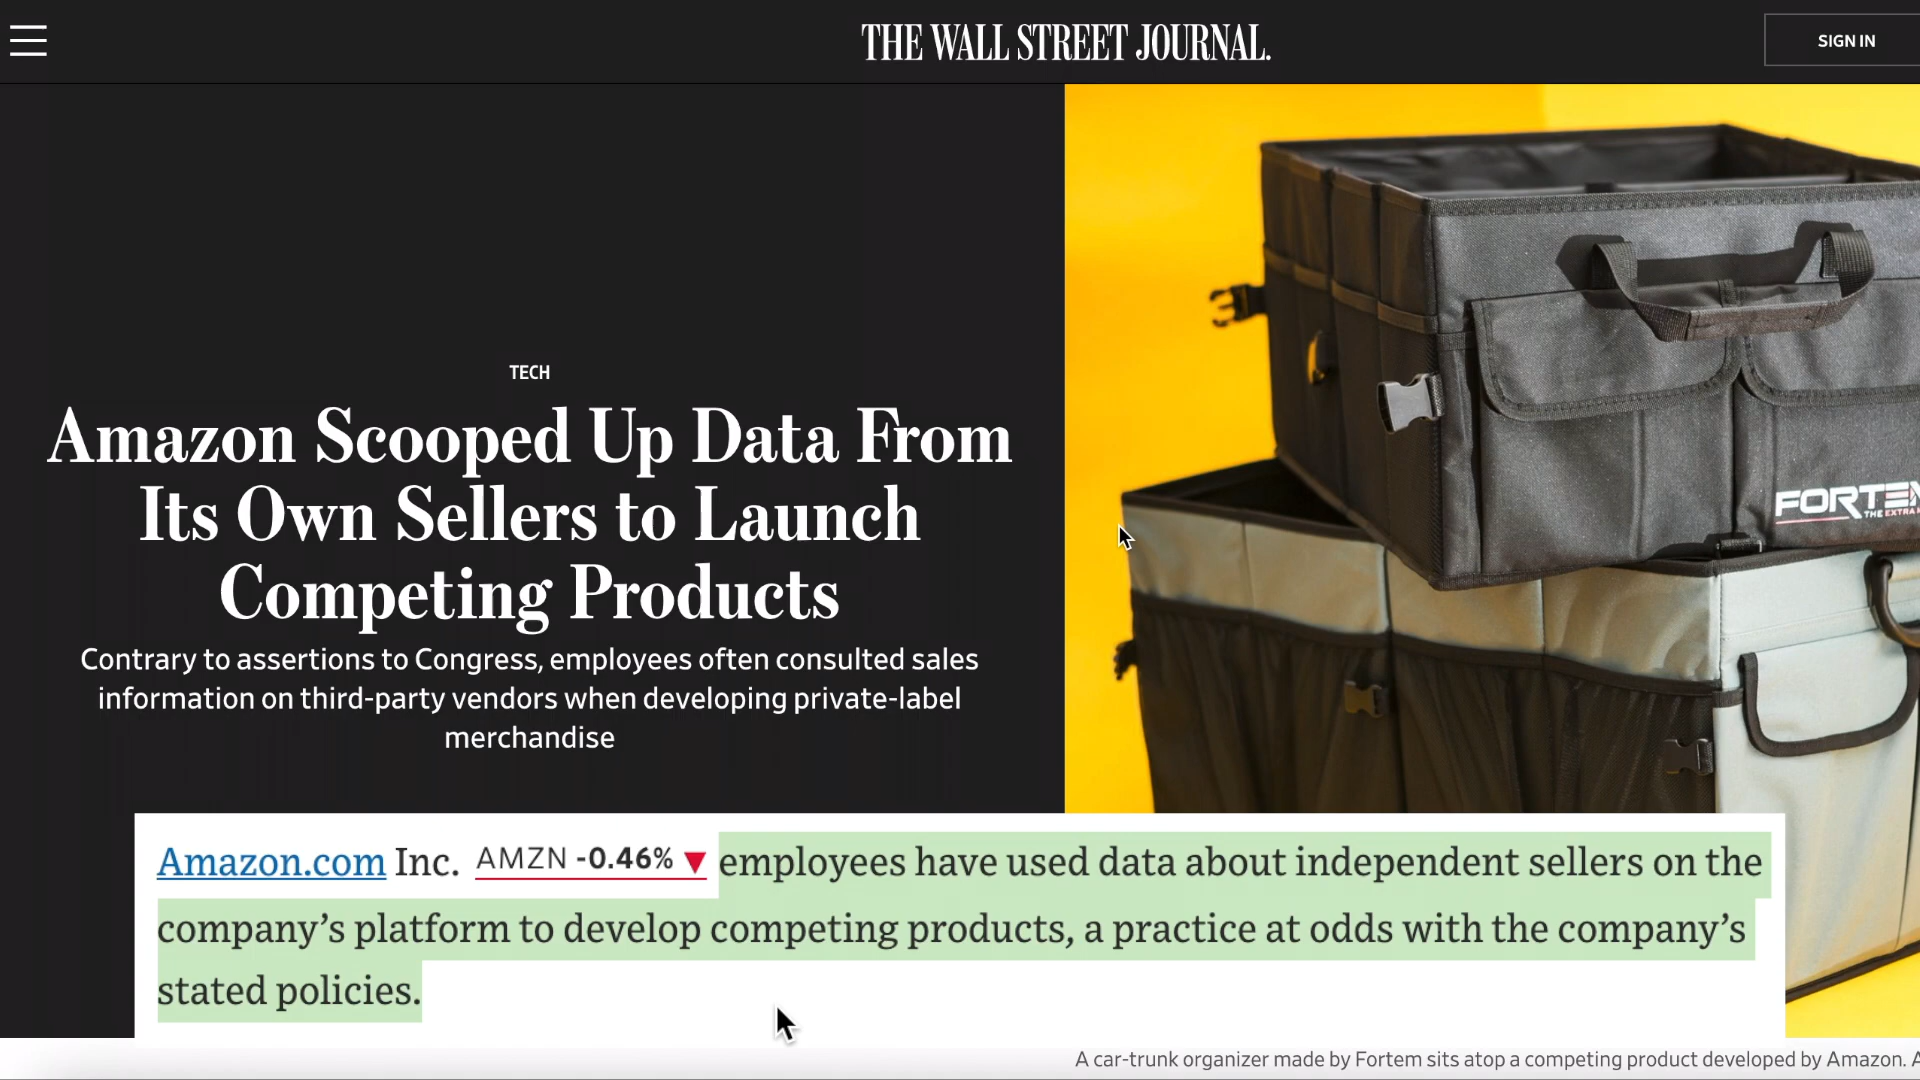 THE WALL STREET JOURNAL.
SIGN IN
TECH
Amazon Scooped Up Data From
Its Own Sellers to Launch
Competing Products
Contrary to assertions to Congress, employees often consulted sales
information on third-party vendors when developing private-label
merchandise
FORTEM
THE EXTRA
Amazon.com Inc. AMZN -0.46% ▼ employees have used data about independent sellers on the
company’s platform to develop competing products, a practice at odds with the company’s
stated policies.
A car-trunk organizer made by Fortem sits atop a competing product developed by Amazon. A